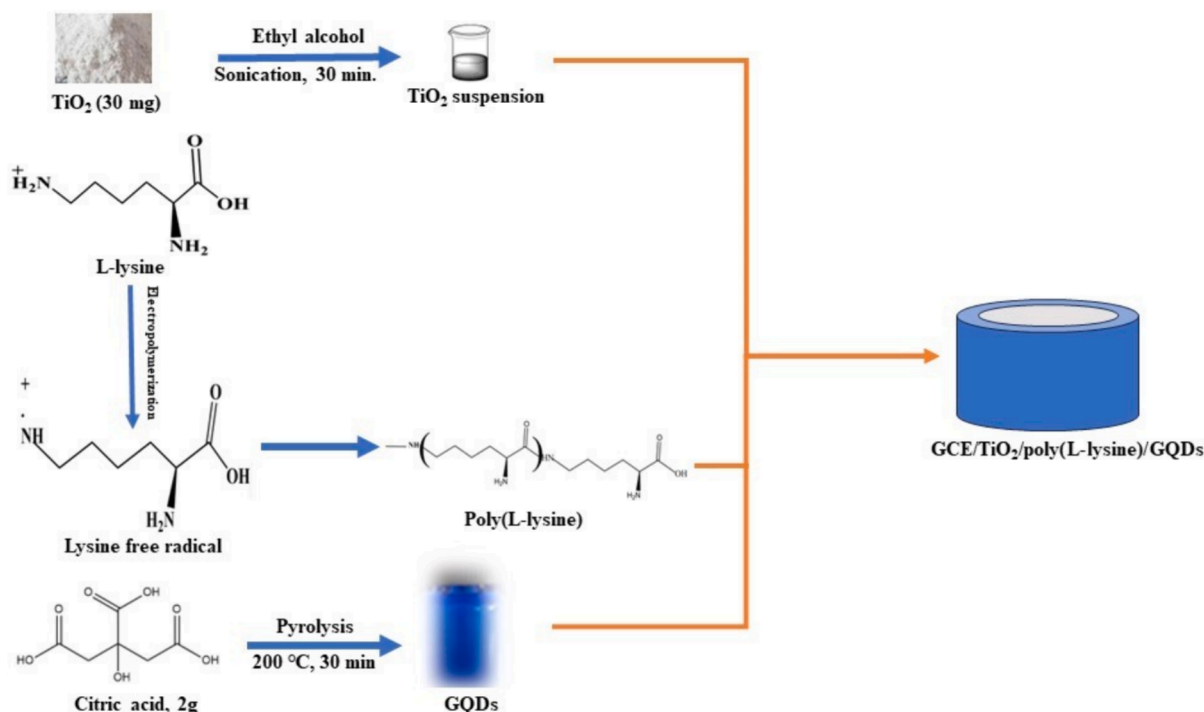 Ethyl alcohol
Sonication, 30 min.
TiO₂ (30 mg)
TiO₂ suspension
+
H₂N
O
OH
NH₂
L-lysine
Electropolymerization
+
.
NH
O
OH
H₂N
Lysine free radical
NH
O
H₂N
HN
O
OH
H₂N
Poly(L-lysine)
GCE/TiO₂/poly(L-lysine)/GQDs
O
OH
O
O
HO
OH
OH
Citric acid, 2g
Pyrolysis
200 °C, 30 min
GQDs